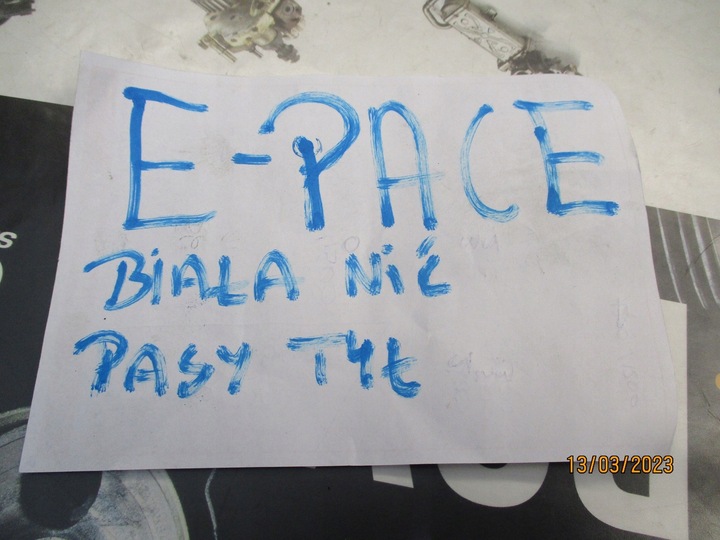 E-PACE
BIAŁA NIĆ
PASY TYŁ
13/03/2023